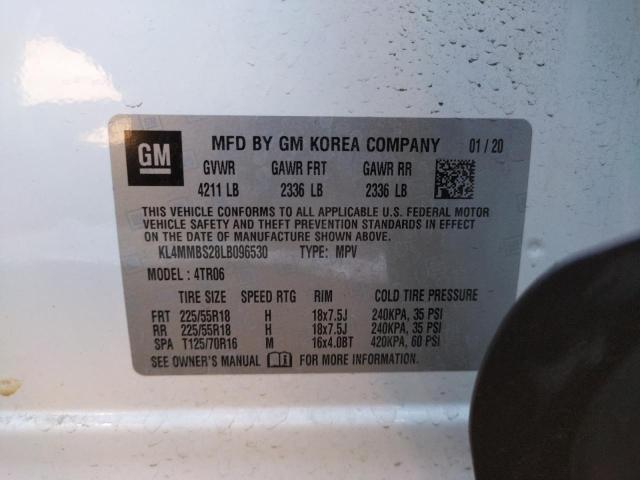 GM MFD BY GM KOREA COMPANY 01/20
GVWR GAWR FRT GAWR RR
4211 LB 2336 LB 2336 LB
THIS VEHICLE CONFORMS TO ALL APPLICABLE U.S. FEDERAL MOTOR
VEHICLE SAFETY AND THEFT PREVENTION STANDARDS IN EFFECT
ON THE DATE OF MANUFACTURE SHOWN ABOVE.
KL4MMBS28LB096530 TYPE: MPV
MODEL: 4TR06
TIRE SIZE SPEED RTG RIM COLD TIRE PRESSURE
FRT 225/55R18 H 18x7.5J 240KPA, 35 PSI
RR 225/55R18 H 18x7.5J 240KPA, 35 PSI
SPA T125/70R16 M 16x4.0BT 420KPA, 60 PSI
SEE OWNER'S MANUAL FOR MORE INFORMATION.